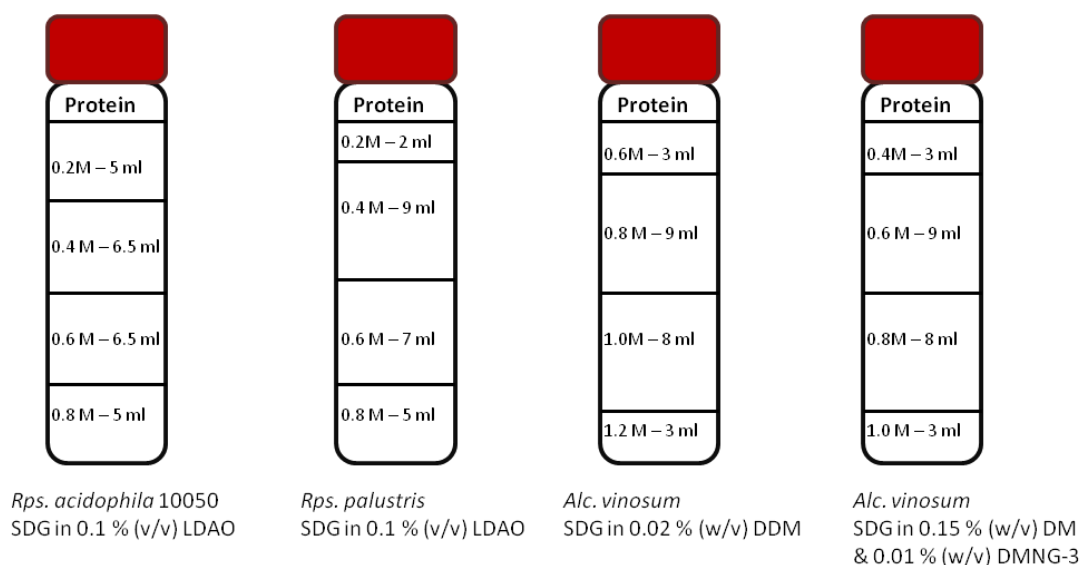 Protein
0.2M – 5 ml
0.4 M – 6.5 ml
0.6 M – 6.5 ml
0.8 M – 5 ml
Rps. acidophila 10050
SDG in 0.1 % (v/v) LDAO
Protein
0.2M – 2 ml
0.4 M – 9 ml
0.6 M – 7 ml
0.8 M – 5 ml
Rps. palustris
SDG in 0.1 % (v/v) LDAO
Protein
0.6M – 3 ml
0.8 M – 9 ml
1.0M – 8 ml
1.2 M – 3 ml
Alc. vinosum
SDG in 0.02 % (w/v) DDM
Protein
0.4M – 3 ml
0.6 M – 9 ml
0.8M – 8 ml
1.0 M – 3 ml
Alc. vinosum
SDG in 0.15 % (w/v) DM
& 0.01 % (w/v) DMNG-3